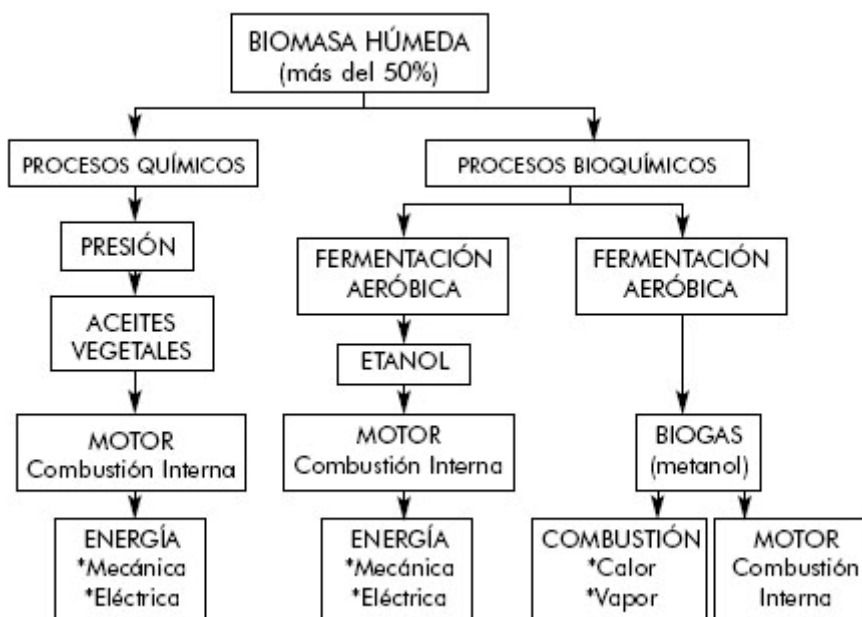 BIOMASA HÚMEDA
(más del 50%)
PROCESOS QUÍMICOS
PROCESOS BIOQUÍMICOS
PRESIÓN
FERMENTACIÓN
AERÓBICA
FERMENTACIÓN
AERÓBICA
ACEITES
VEGETALES
ETANOL
MOTOR
Combustión Interna
MOTOR
Combustión Interna
BIOGAS
(metanol)
ENERGÍA
*Mecánica
*Eléctrica
ENERGÍA
*Mecánica
*Eléctrica
COMBUSTIÓN
*Calor
*Vapor
MOTOR
Combustión
Interna